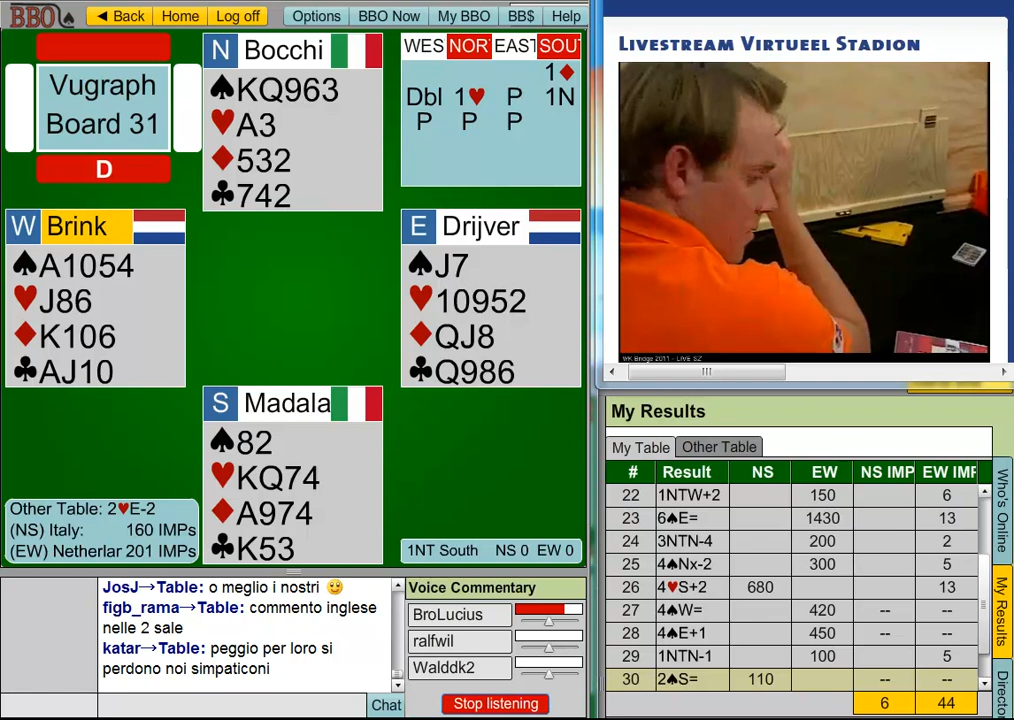 BBO
◄ Back Home Log off Options BBO Now My BBO BB$ Help
Vugraph
Board 31
D
N Bocchi
♠KQ963
♥A3
♦532
♣742
WES NOR EAST SOUT
1♦
Dbl 1♥ P 1N
P P P
W Brink
♠A1054
♥J86
♦K106
♣AJ10
E Drijver
♠J7
♥10952
♦QJ8
♣Q986
S Madala
♠82
♥KQ74
♦A974
♣K53
Other Table: 2♥E-2
(NS) Italy: 160 IMPs
(EW) Netherlar 201 IMPs
1NT South NS 0 EW 0
JosJ→Table: o meglio i nostri
figb_rama→Table: commento inglese
nelle 2 sale
katar→Table: peggio per loro si
perdono noi simpaticoni
Chat
Voice Commentary
BroLucius
ralfwil
Walddk2
Stop listening
Livestream Virtueel Stadion
WK Bridge 2011 - LIVE SZ
My Results
My Table Other Table
# Result NS EW NS IMP EW IMF
22 1NTW+2 150 6
23 6♠E= 1430 13
24 3NTN-4 200 2
25 4♠Nx-2 300 5
26 4♥S+2 680 13
27 4♠W= 420 -- --
28 4♠E+1 450 -- --
29 1NTN-1 100 5
30 2♠S= 110 -- --
6 44
Who's Online
My Results
Director